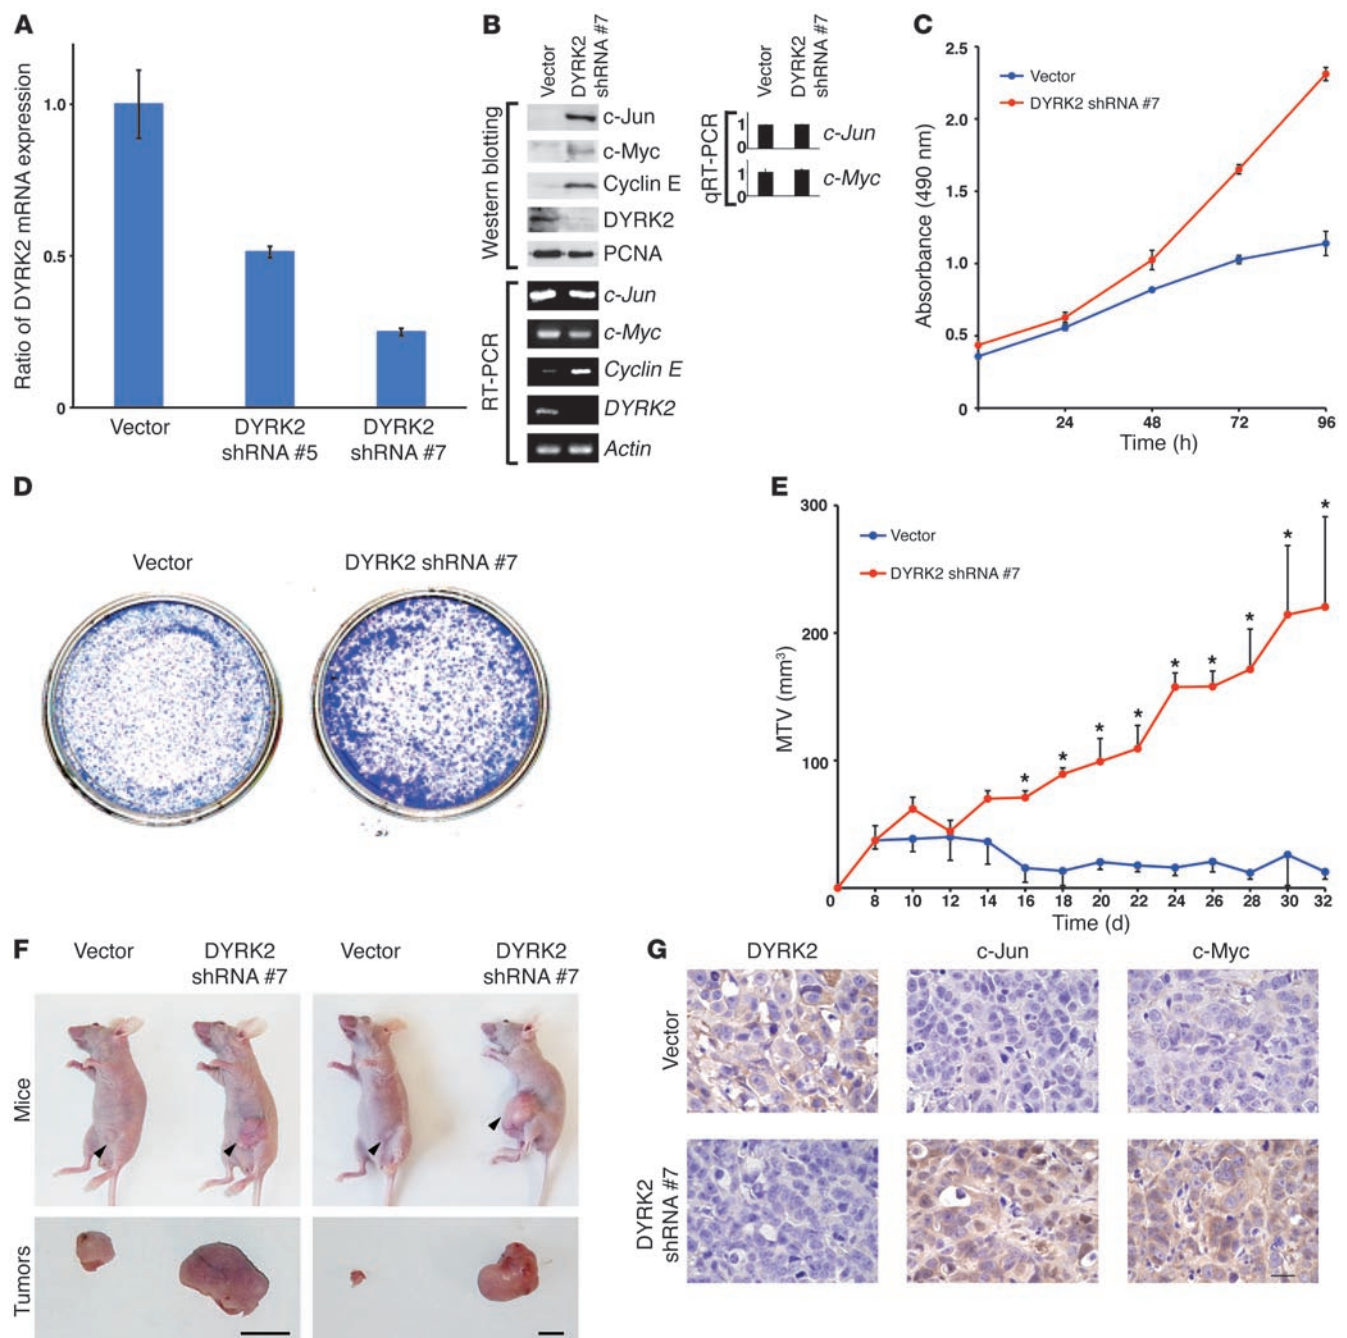 A
Ratio of DYRK2 mRNA expression
1.0
0.5
0
Vector
DYRK2
shRNA #5
DYRK2
shRNA #7
B
Vector
DYRK2
shRNA #7
Western blotting
c-Jun
c-Myc
Cyclin E
DYRK2
PCNA
RT-PCR
c-Jun
c-Myc
Cyclin E
DYRK2
Actin
Vector
DYRK2
shRNA #7
qRT-PCR
1
0
c-Jun
1
0
c-Myc
C
Absorbance (490 nm)
2.5
2.0
1.5
1.0
0.5
0
Vector
DYRK2 shRNA #7
24 48 72 96
Time (h)
D
Vector
DYRK2 shRNA #7
E
MTV (mm³)
300
200
100
Vector
DYRK2 shRNA #7
* * * * * * * * *
0 8 10 12 14 16 18 20 22 24 26 28 30 32
Time (d)
F
Vector
DYRK2
shRNA #7
Vector
DYRK2
shRNA #7
Mice
Tumors
G
DYRK2
c-Jun
c-Myc
Vector
DYRK2
shRNA #7